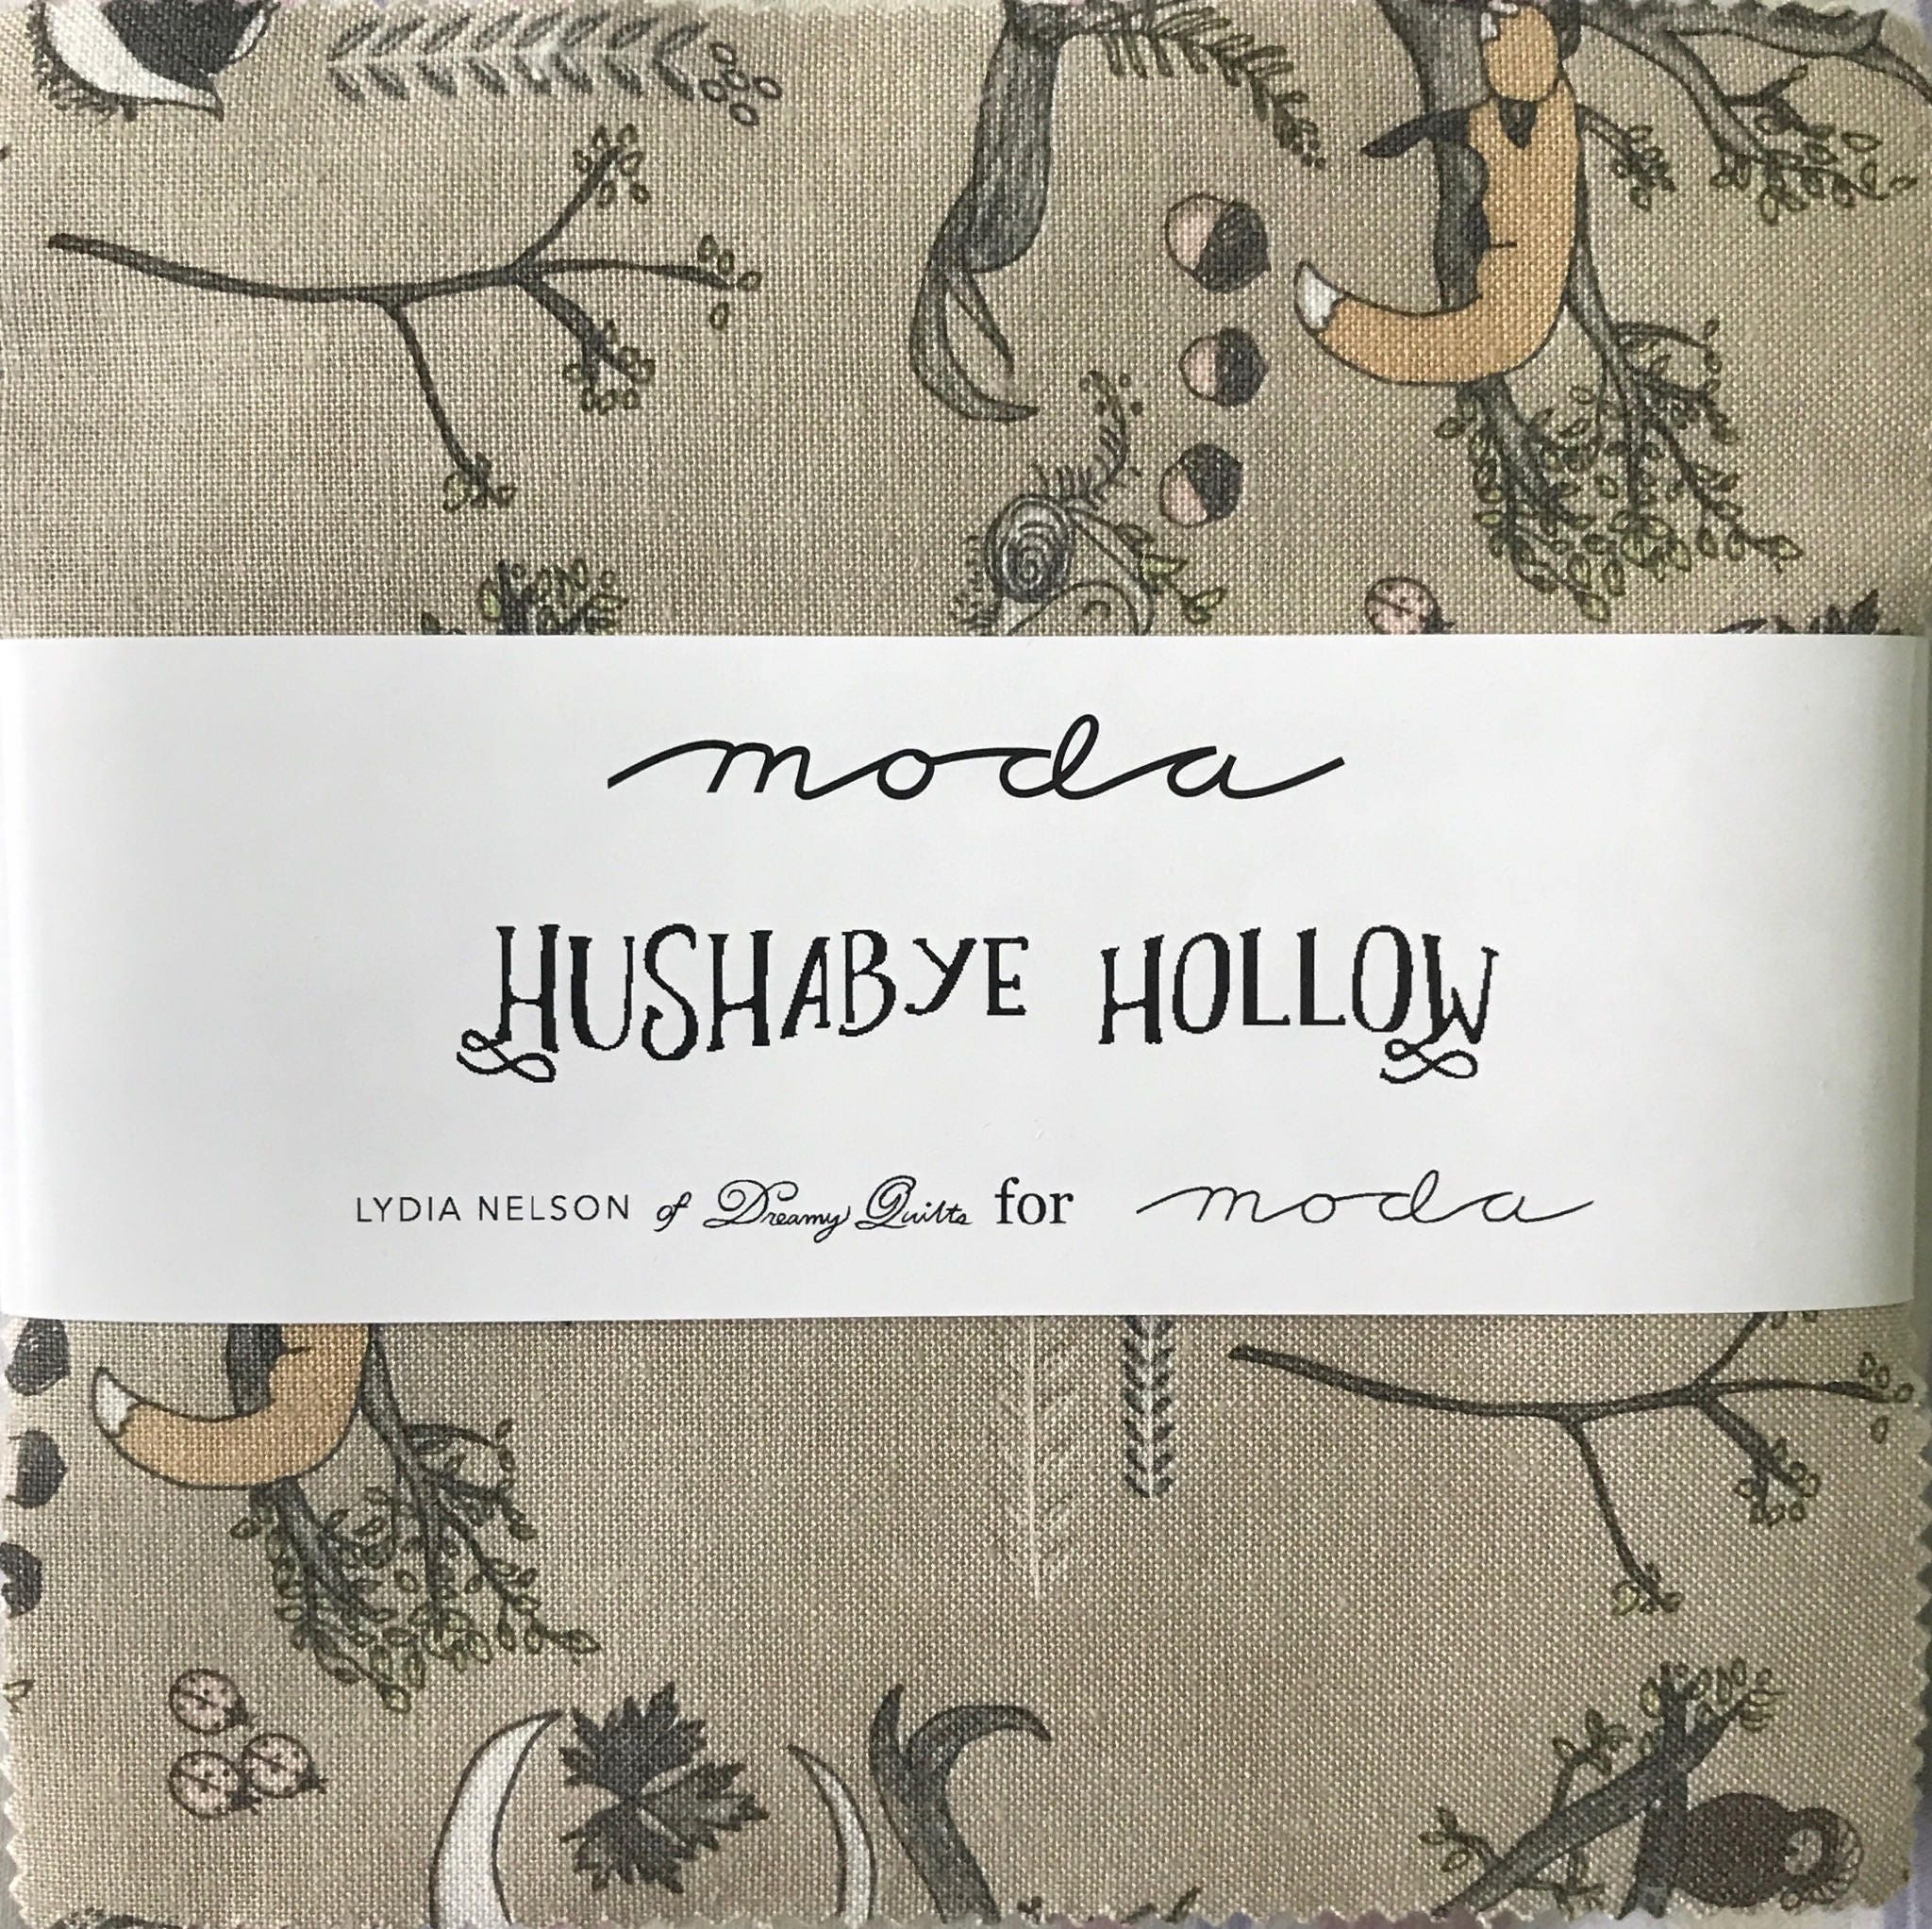 moda
HUSHABYE HOLLOW
LYDIA NELSON of Dreamy Quilts for moda